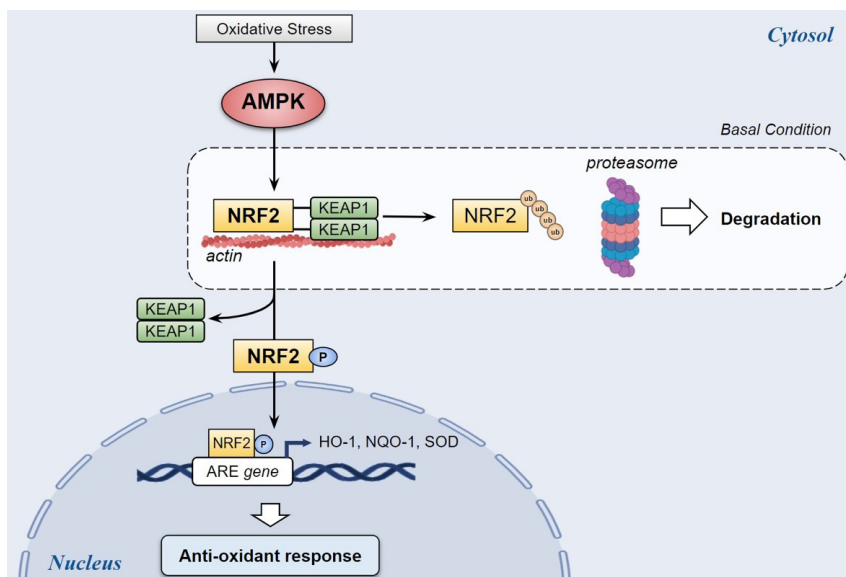 Oxidative Stress
Cytosol
AMPK
Basal Condition
proteasome
NRF2
KEAP1
KEAP1
NRF2
ub
ub
ub
ub
Degradation
actin
KEAP1
KEAP1
NRF2
P
NRF2
P
HO-1, NQO-1, SOD
ARE gene
Anti-oxidant response
Nucleus